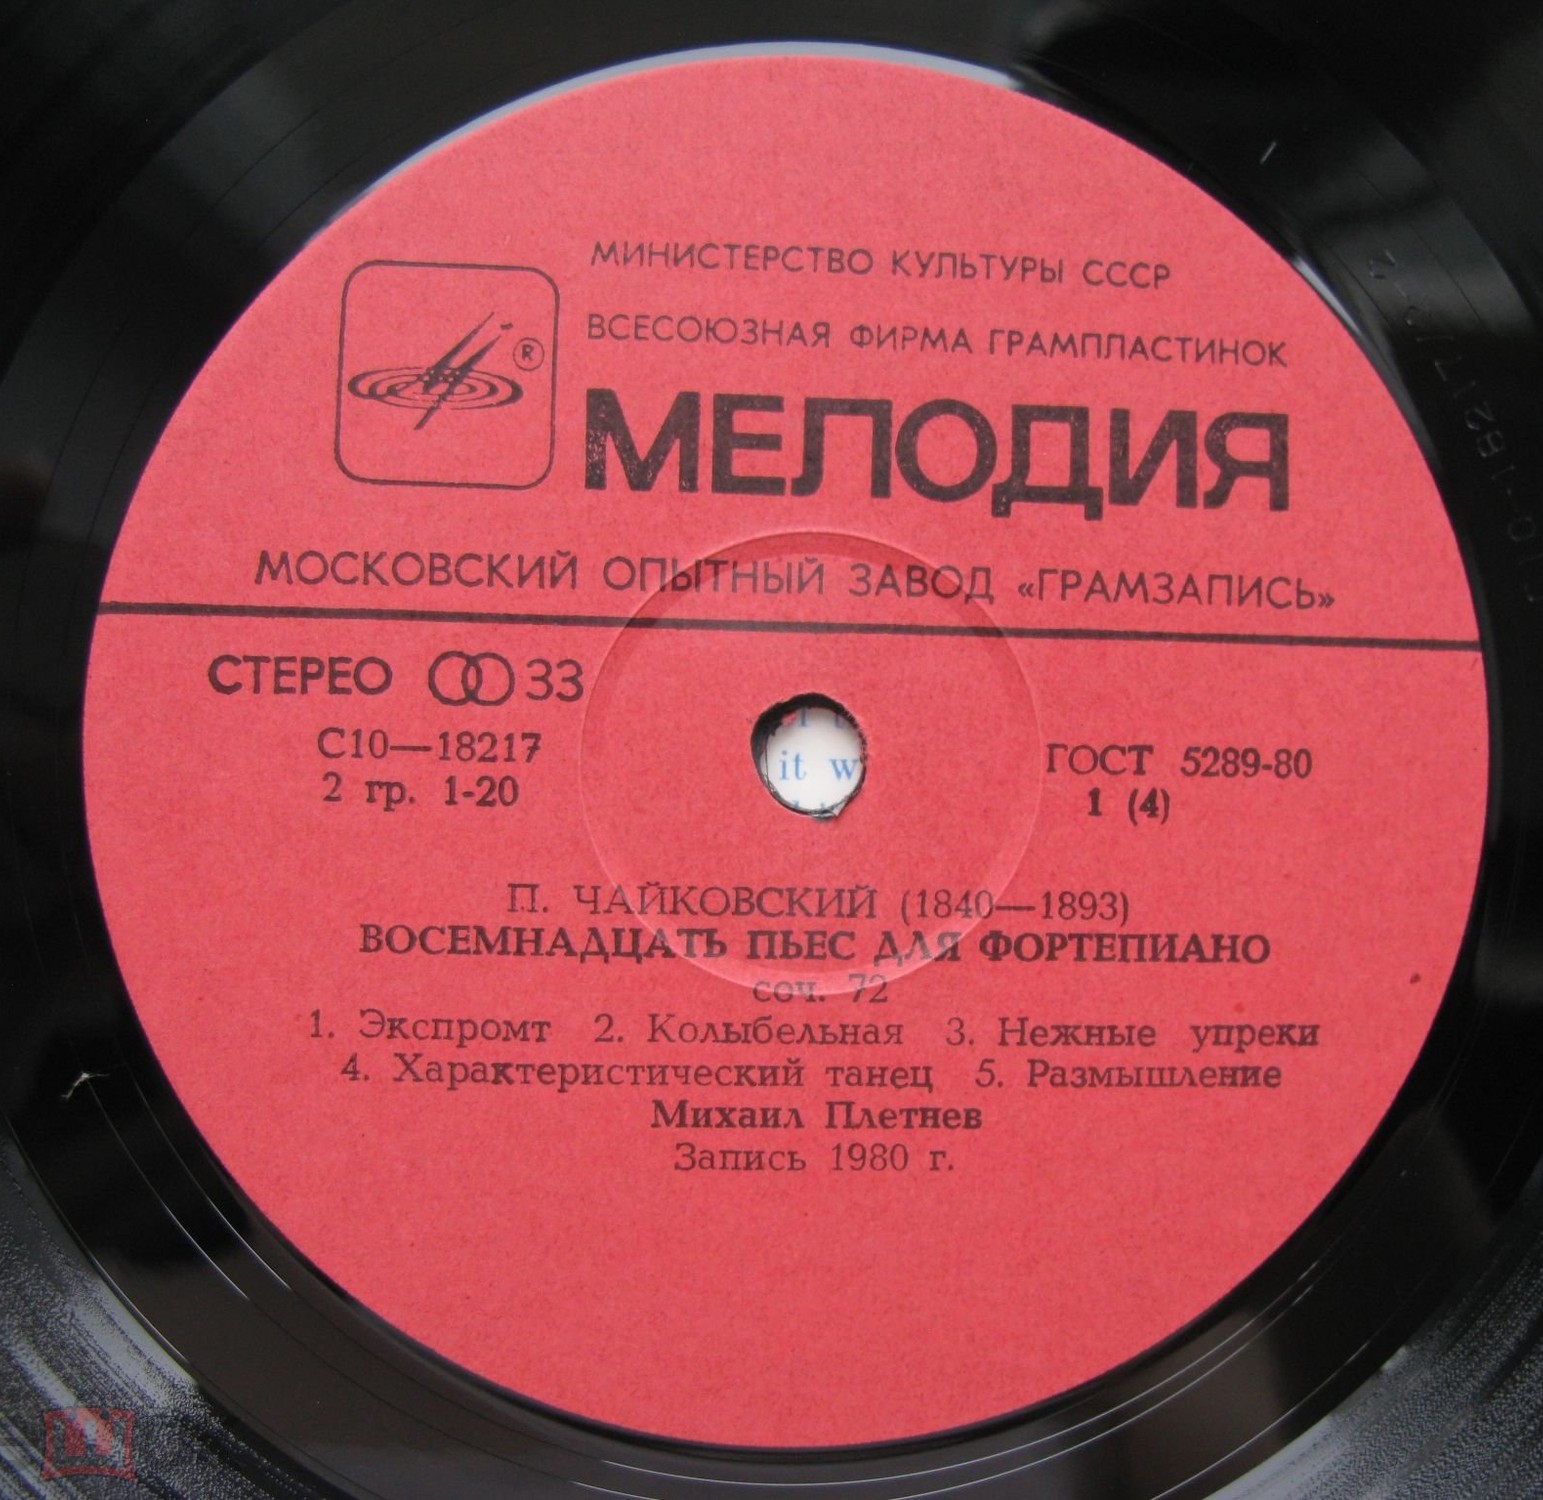 МИНИСТЕРСТВО КУЛЬТУРЫ СССР
ВСЕСОЮЗНАЯ ФИРМА ГРАМПЛАСТИНОК
®
МЕЛОДИЯ
МОСКОВСКИЙ ОПЫТНЫЙ ЗАВОД «ГРАМЗАПИСЬ»
СТЕРЕО 33
С10—18217
2 гр. 1-20
it w
ГОСТ 5289-80
1 (4)
П. ЧАЙКОВСКИЙ (1840—1893)
ВОСЕМНАДЦАТЬ ПЬЕС ДЛЯ ФОРТЕПИАНО
соч. 72
1. Экспромт 2. Колыбельная 3. Нежные упреки
4. Характеристический танец 5. Размышление
Михаил Плетнев
Запись 1980 г.